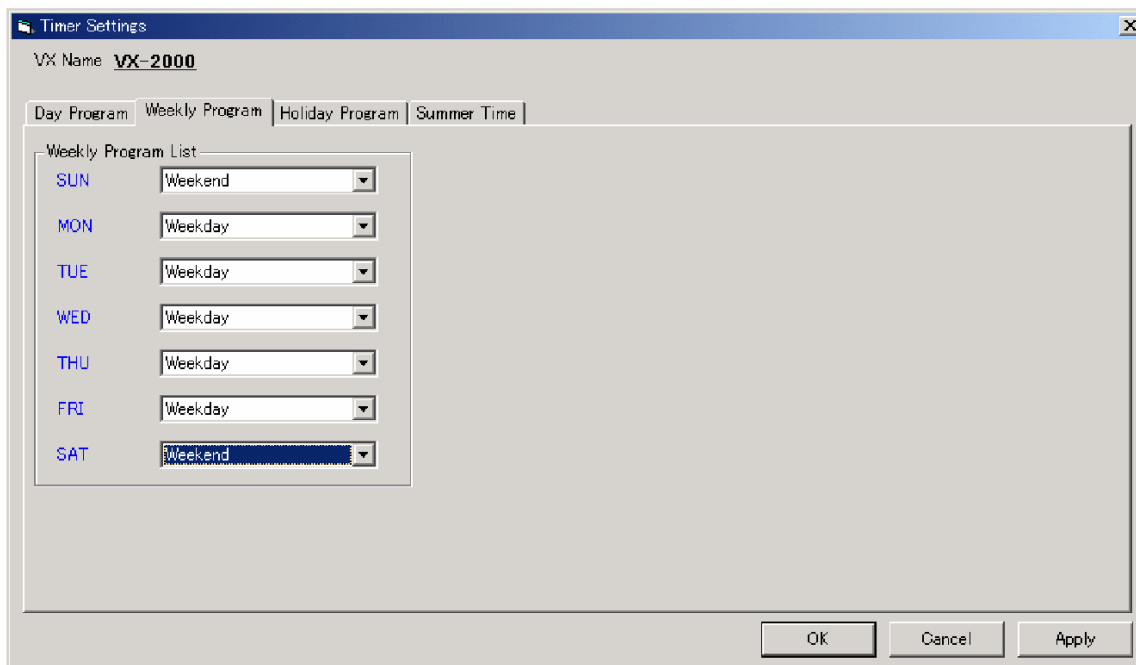 Timer Settings
VX Name VX-2000
Day Program Weekly Program Holiday Program Summer Time
Weekly Program List
SUN Weekend
MON Weekday
TUE Weekday
WED Weekday
THU Weekday
FRI Weekday
SAT Weekend
OK Cancel Apply